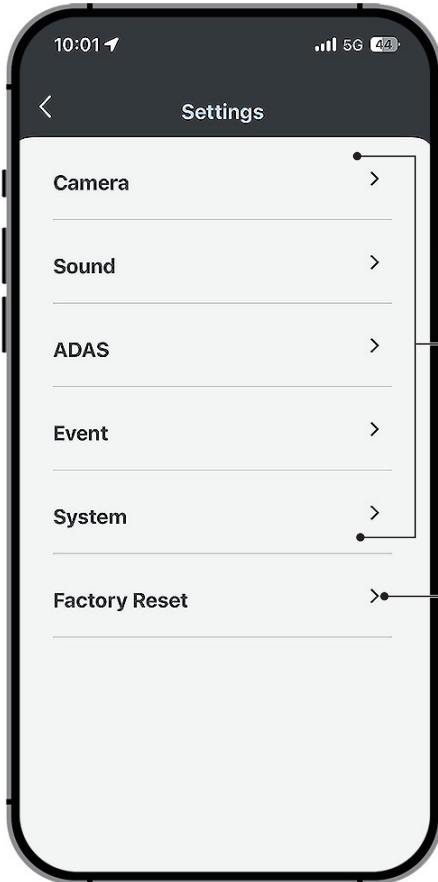 10:01
5G 44
Settings
Camera
Sound
ADAS
Event
System
Factory Reset